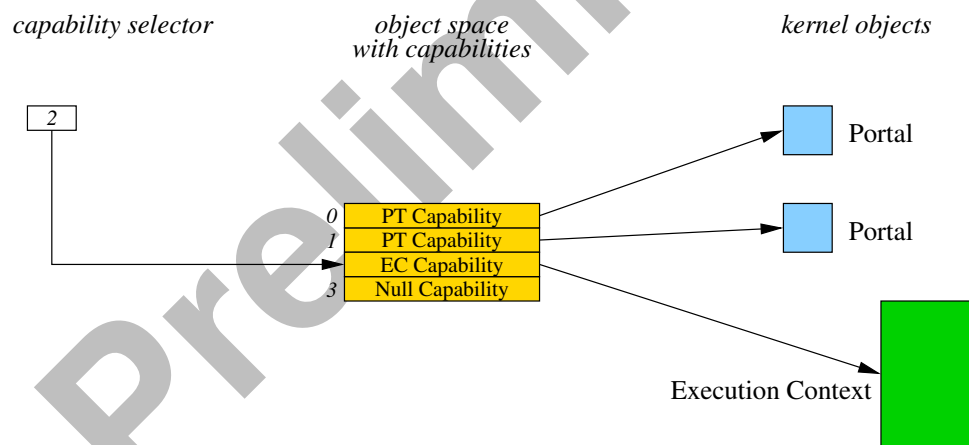 capability selector
object space
with capabilities
kernel objects
2
Portal
0 PT Capability
1 PT Capability
EC Capability
3 Null Capability
Portal
Execution Context
Prelim